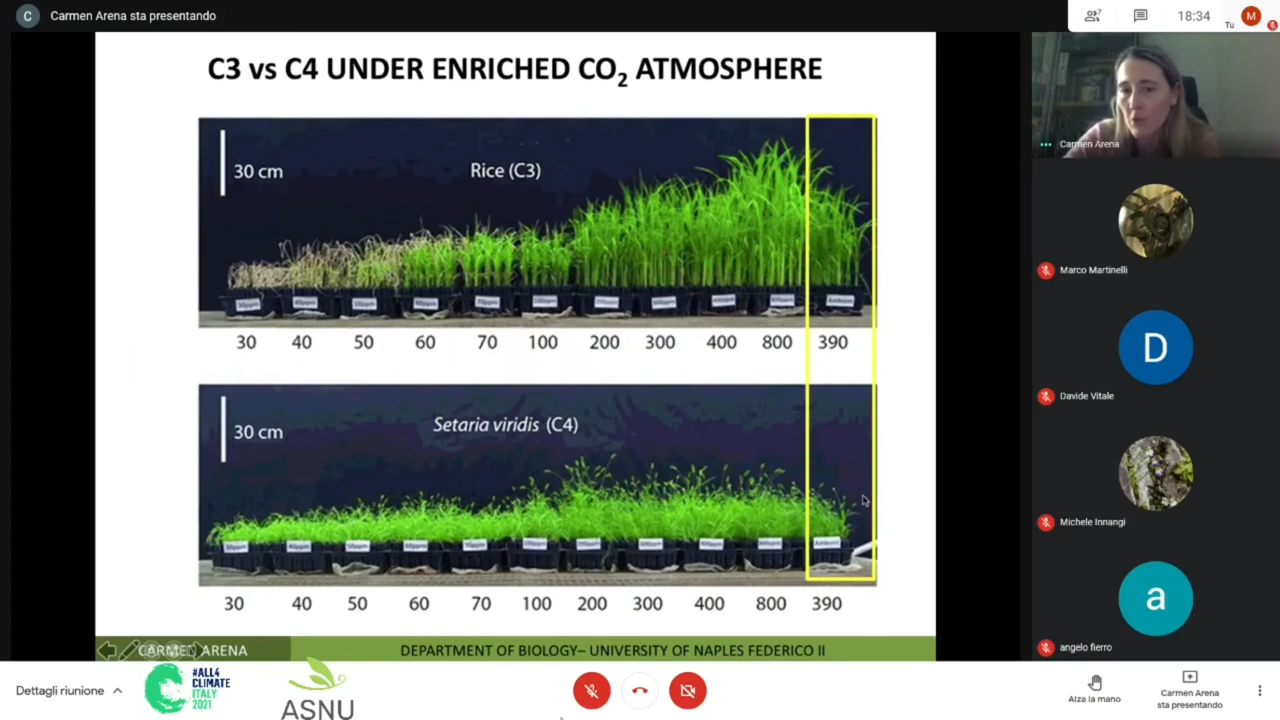 C
Carmen Arena sta presentando
7
18:34
Tu
M
C3 vs C4 UNDER ENRICHED CO2 ATMOSPHERE
30 cm
Rice (C3)
30 40 50 60 70 100 200 300 400 800 390
30 cm
Setaria viridis (C4)
30 40 50 60 70 100 200 300 400 800 390
CARMEN ARENA
DEPARTMENT OF BIOLOGY– UNIVERSITY OF NAPLES FEDERICO II
Carmen Arena
Marco Martinelli
D
Davide Vitale
Michele Innangi
a
angelo fierro
Dettagli riunione
#ALL4
CLIMATE
ITALY
2021
ASNU
Alza la mano
Carmen Arena
sta presentando